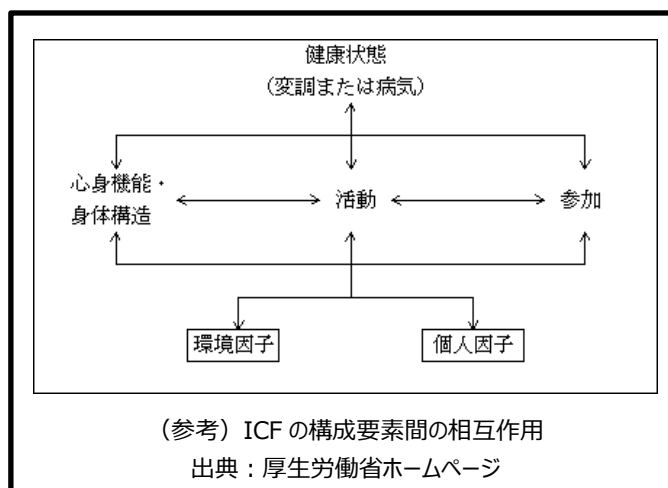 健康状態
(変調または病気)
心身機能・
身体構造
活動
参加
環境因子
個人因子
(参考)ICFの構成要素間の相互作用
出典:厚生労働省ホームページ